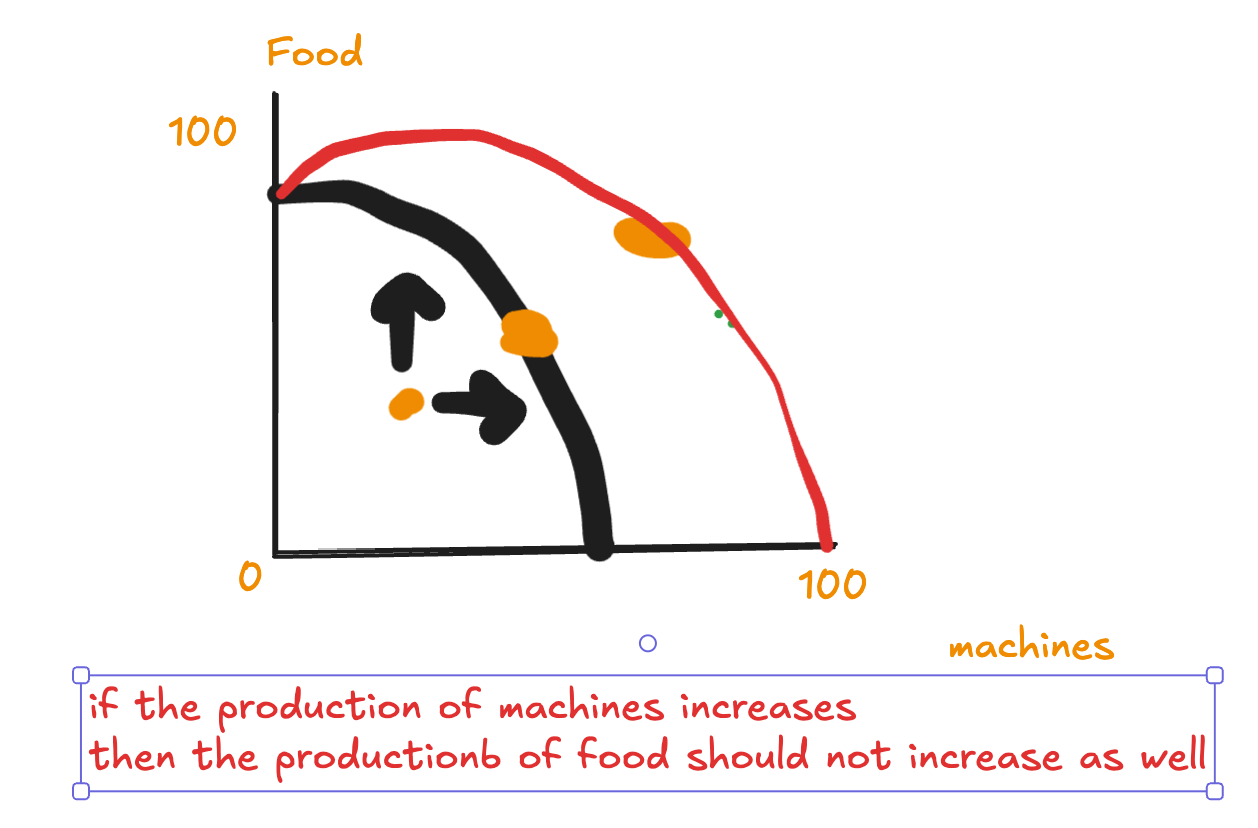 Food
100
0
100
machines
if the production of machines increases
then the productionb of food should not increase as well